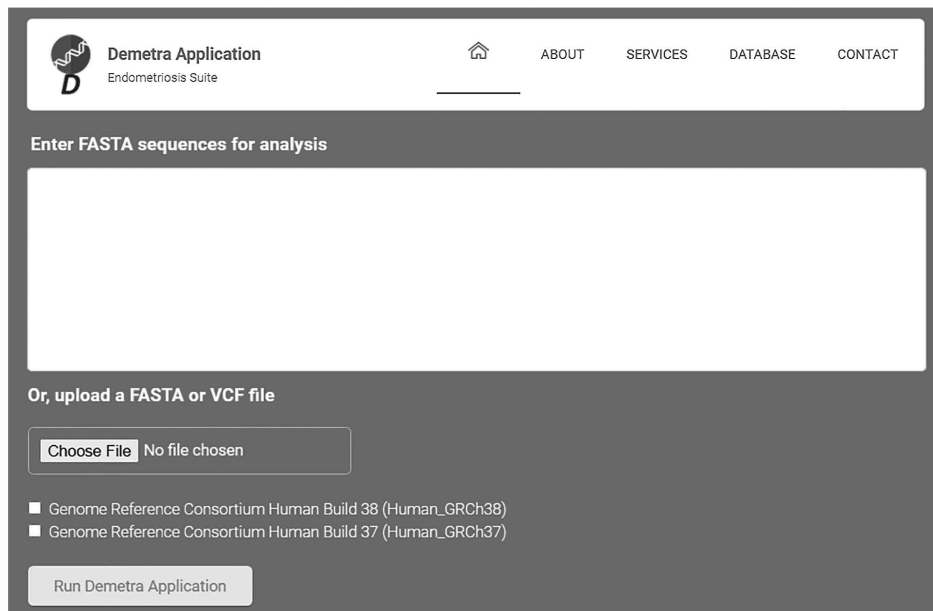 Demetra Application
Endometriosis Suite
D
ABOUT SERVICES DATABASE CONTACT
Enter FASTA sequences for analysis
Or, upload a FASTA or VCF file
Choose File No file chosen
Genome Reference Consortium Human Build 38 (Human_GRCh38)
Genome Reference Consortium Human Build 37 (Human_GRCh37)
Run Demetra Application